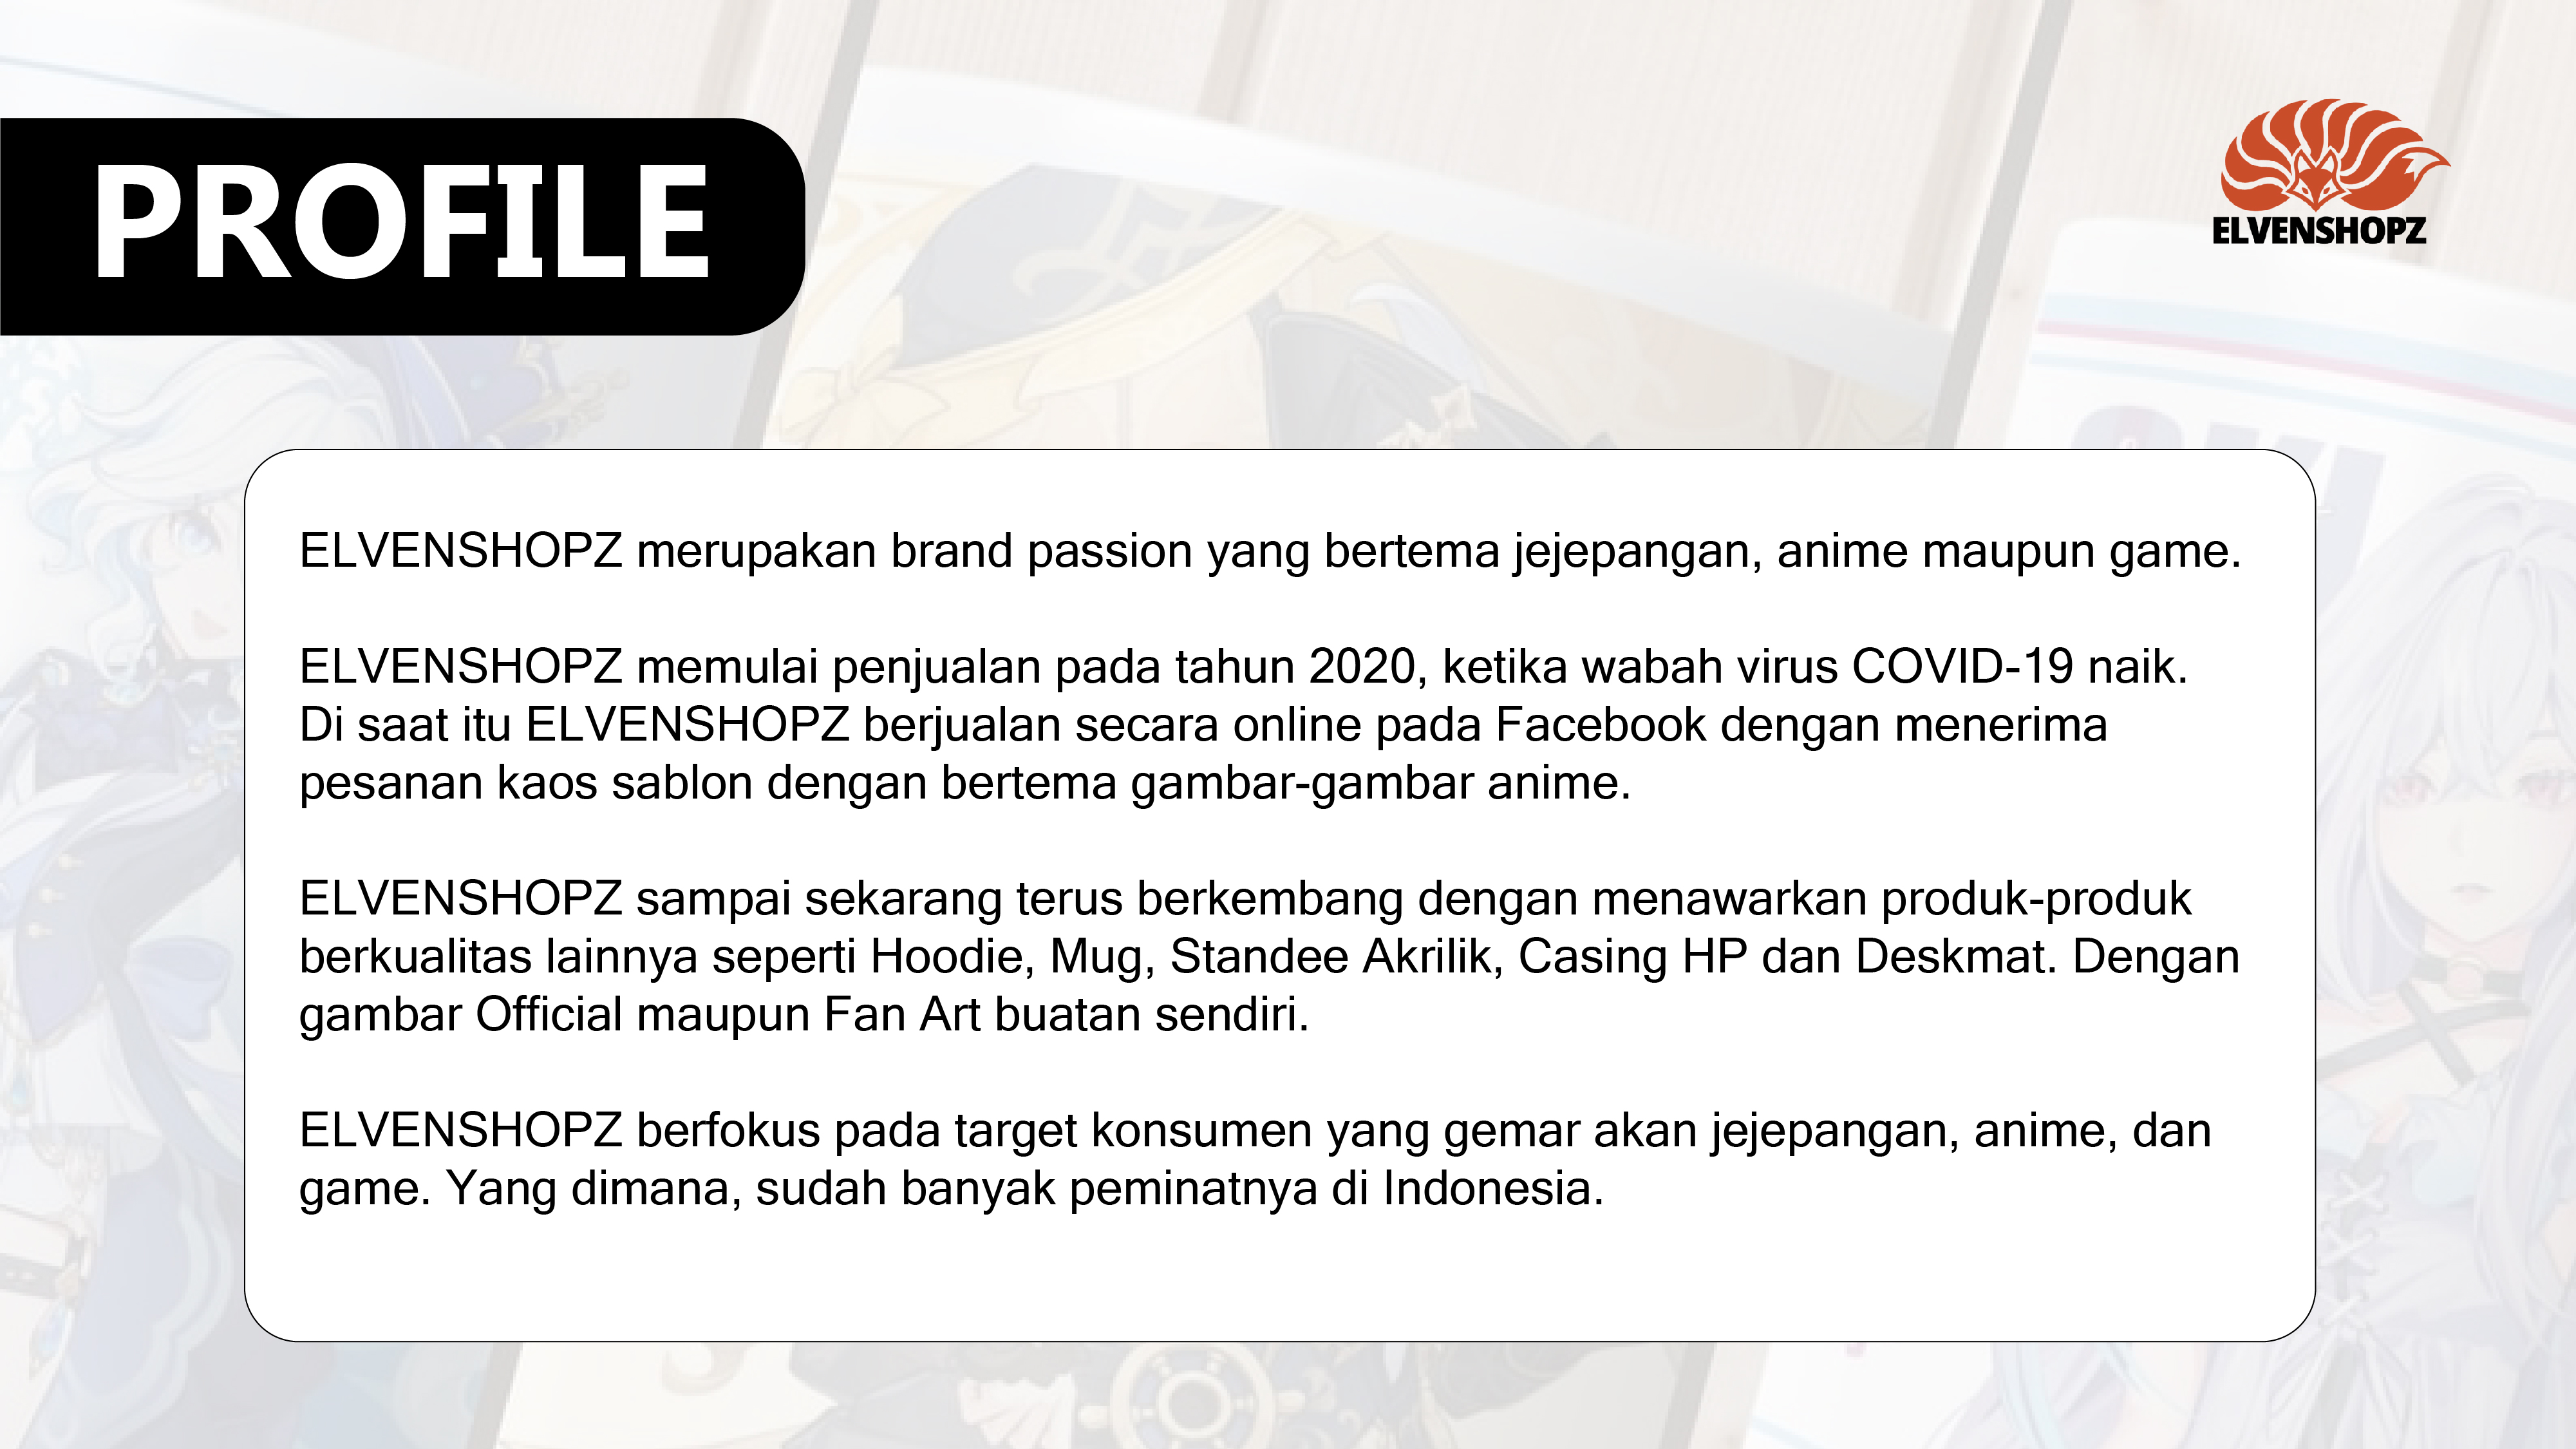 PROFILE
ELVENSHOPZ
ELVENSHOPZ merupakan brand passion yang bertema jejepangan, anime maupun game.
ELVENSHOPZ memulai penjualan pada tahun 2020, ketika wabah virus COVID-19 naik.
Di saat itu ELVENSHOPZ berjualan secara online pada Facebook dengan menerima
pesanan kaos sablon dengan bertema gambar-gambar anime.
ELVENSHOPZ sampai sekarang terus berkembang dengan menawarkan produk-produk
berkualitas lainnya seperti Hoodie, Mug, Standee Akrilik, Casing HP dan Deskmat. Dengan
gambar Official maupun Fan Art buatan sendiri.
ELVENSHOPZ berfokus pada target konsumen yang gemar akan jejepangan, anime, dan
game. Yang dimana, sudah banyak peminatnya di Indonesia.